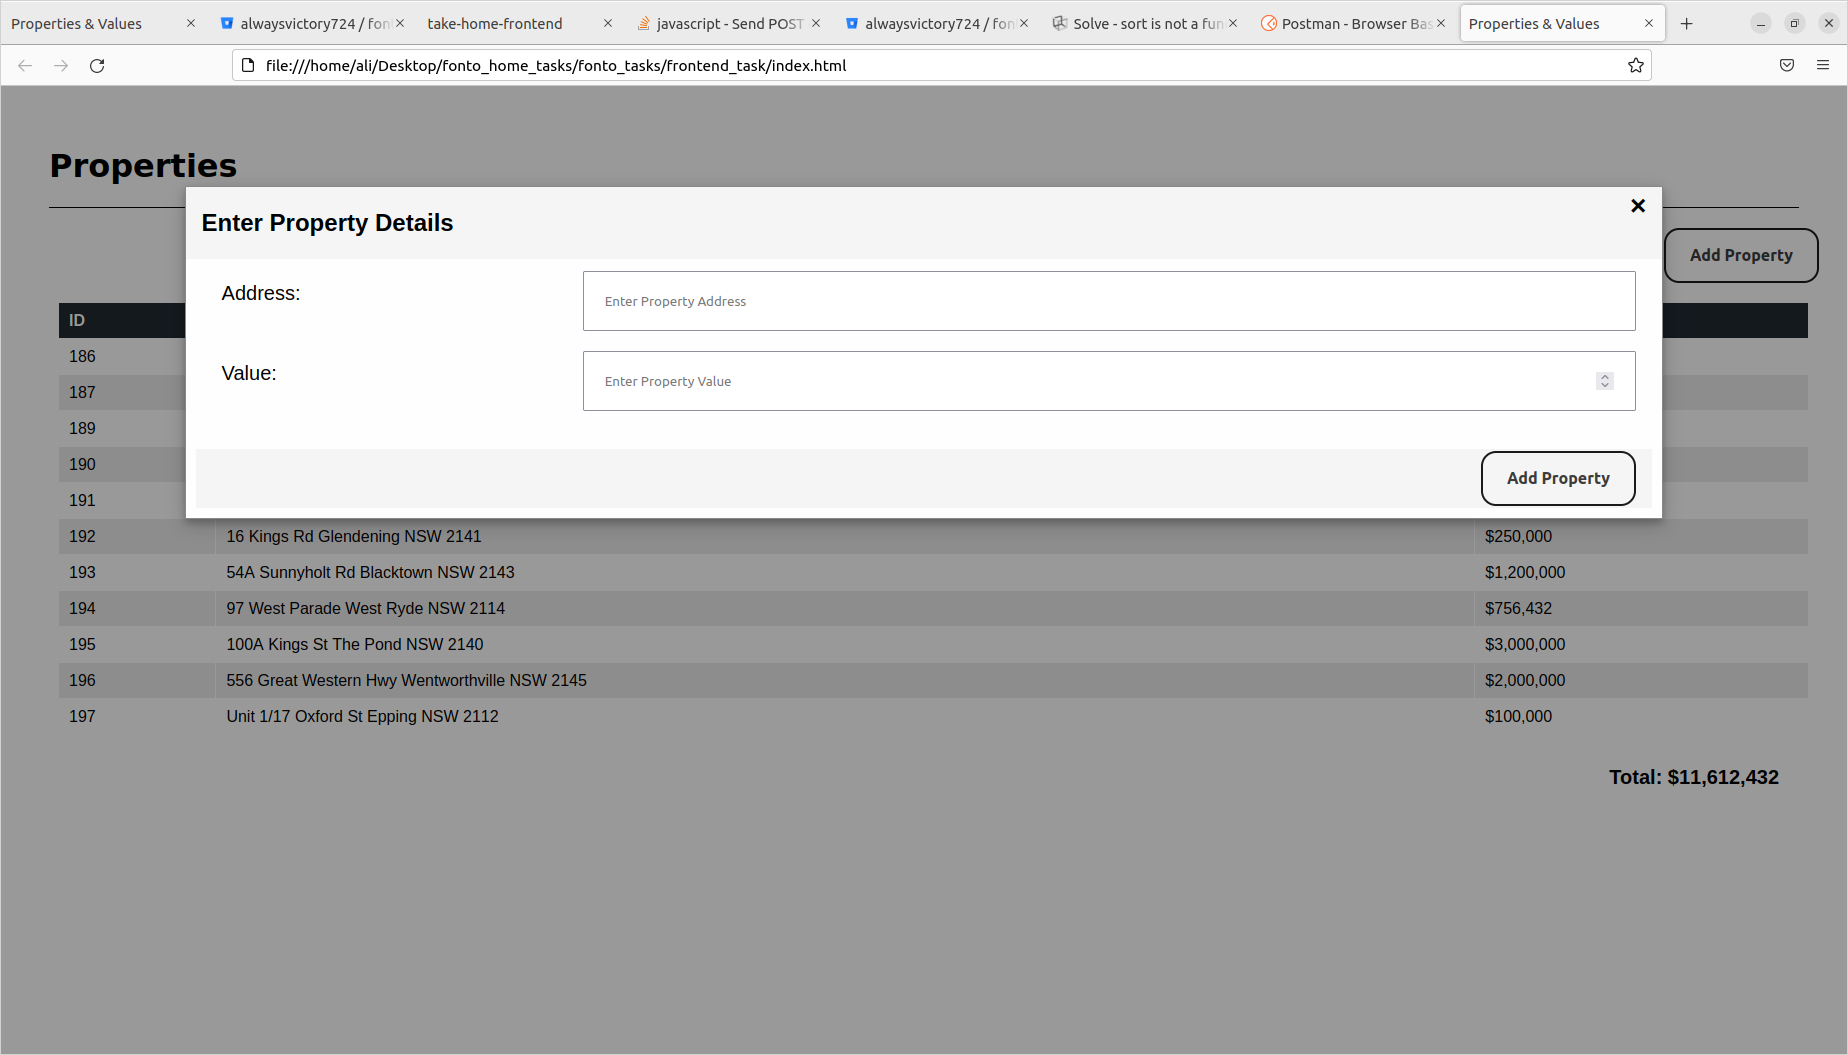 Properties & Values
alwaysvictory724 / fon
take-home-frontend
javascript - Send POST
alwaysvictory724 / fon
Solve - sort is not a fun
Postman - Browser Bas
Properties & Values
file:///home/ali/Desktop/fonto_home_tasks/fonto_tasks/frontend_task/index.html
Properties
Enter Property Details
Add Property
Address: Enter Property Address
Value: Enter Property Value
Add Property
ID
186
187
189
190
191
192 16 Kings Rd Glendening NSW 2141 $250,000
193 54A Sunnyholt Rd Blacktown NSW 2143 $1,200,000
194 97 West Parade West Ryde NSW 2114 $756,432
195 100A Kings St The Pond NSW 2140 $3,000,000
196 556 Great Western Hwy Wentworthville NSW 2145 $2,000,000
197 Unit 1/17 Oxford St Epping NSW 2112 $100,000
Total: $11,612,432